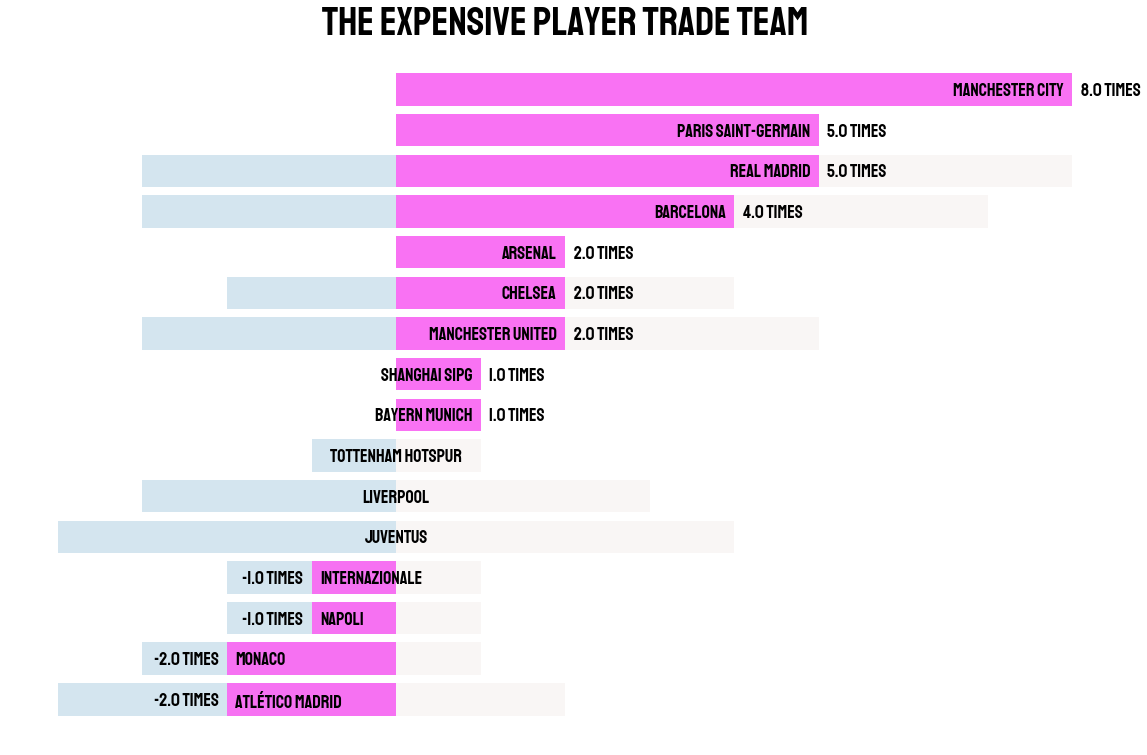 THE EXPENSIVE PLAYER TRADE TEAM
MANCHESTER CITY 8.0 TIMES
PARIS SAINT-GERMAIN 5.0 TIMES
REAL MADRID 5.0 TIMES
BARCELONA 4.0 TIMES
ARSENAL 2.0 TIMES
CHELSEA 2.0 TIMES
MANCHESTER UNITED 2.0 TIMES
SHANGHAI SIPG 1.0 TIMES
BAYERN MUNICH 1.0 TIMES
TOTTENHAM HOTSPUR
LIVERPOOL
JUVENTUS
-1.0 TIMES INTERNAZIONALE
-1.0 TIMES NAPOLI
-2.0 TIMES MONACO
-2.0 TIMES ATLÉTICO MADRID